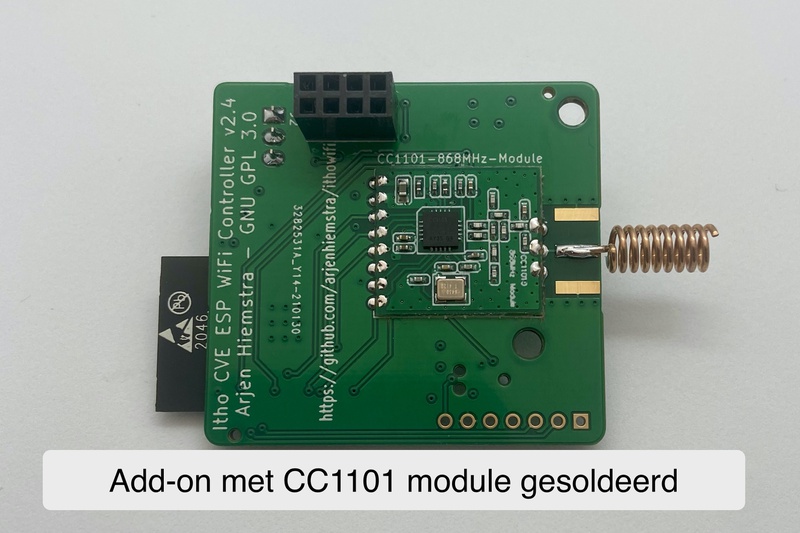 Itho CVE ESP WiFi Controller v2.4
Arjen Hiemstra – GNU GPL 3.0
3282531A_Y14-210130
https://github.com/arjenhiemstra/ithowifi
CC1101-868MHz-Module
CC1101
868MHz Module
Pb
2046
Add-on met CC1101 module gesoldeerd